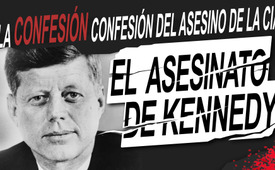 LA CONFESIÓN CONFESIÓN DEL ASESINO DE LA CIA
EL ASESINATO
DE KENNEDY